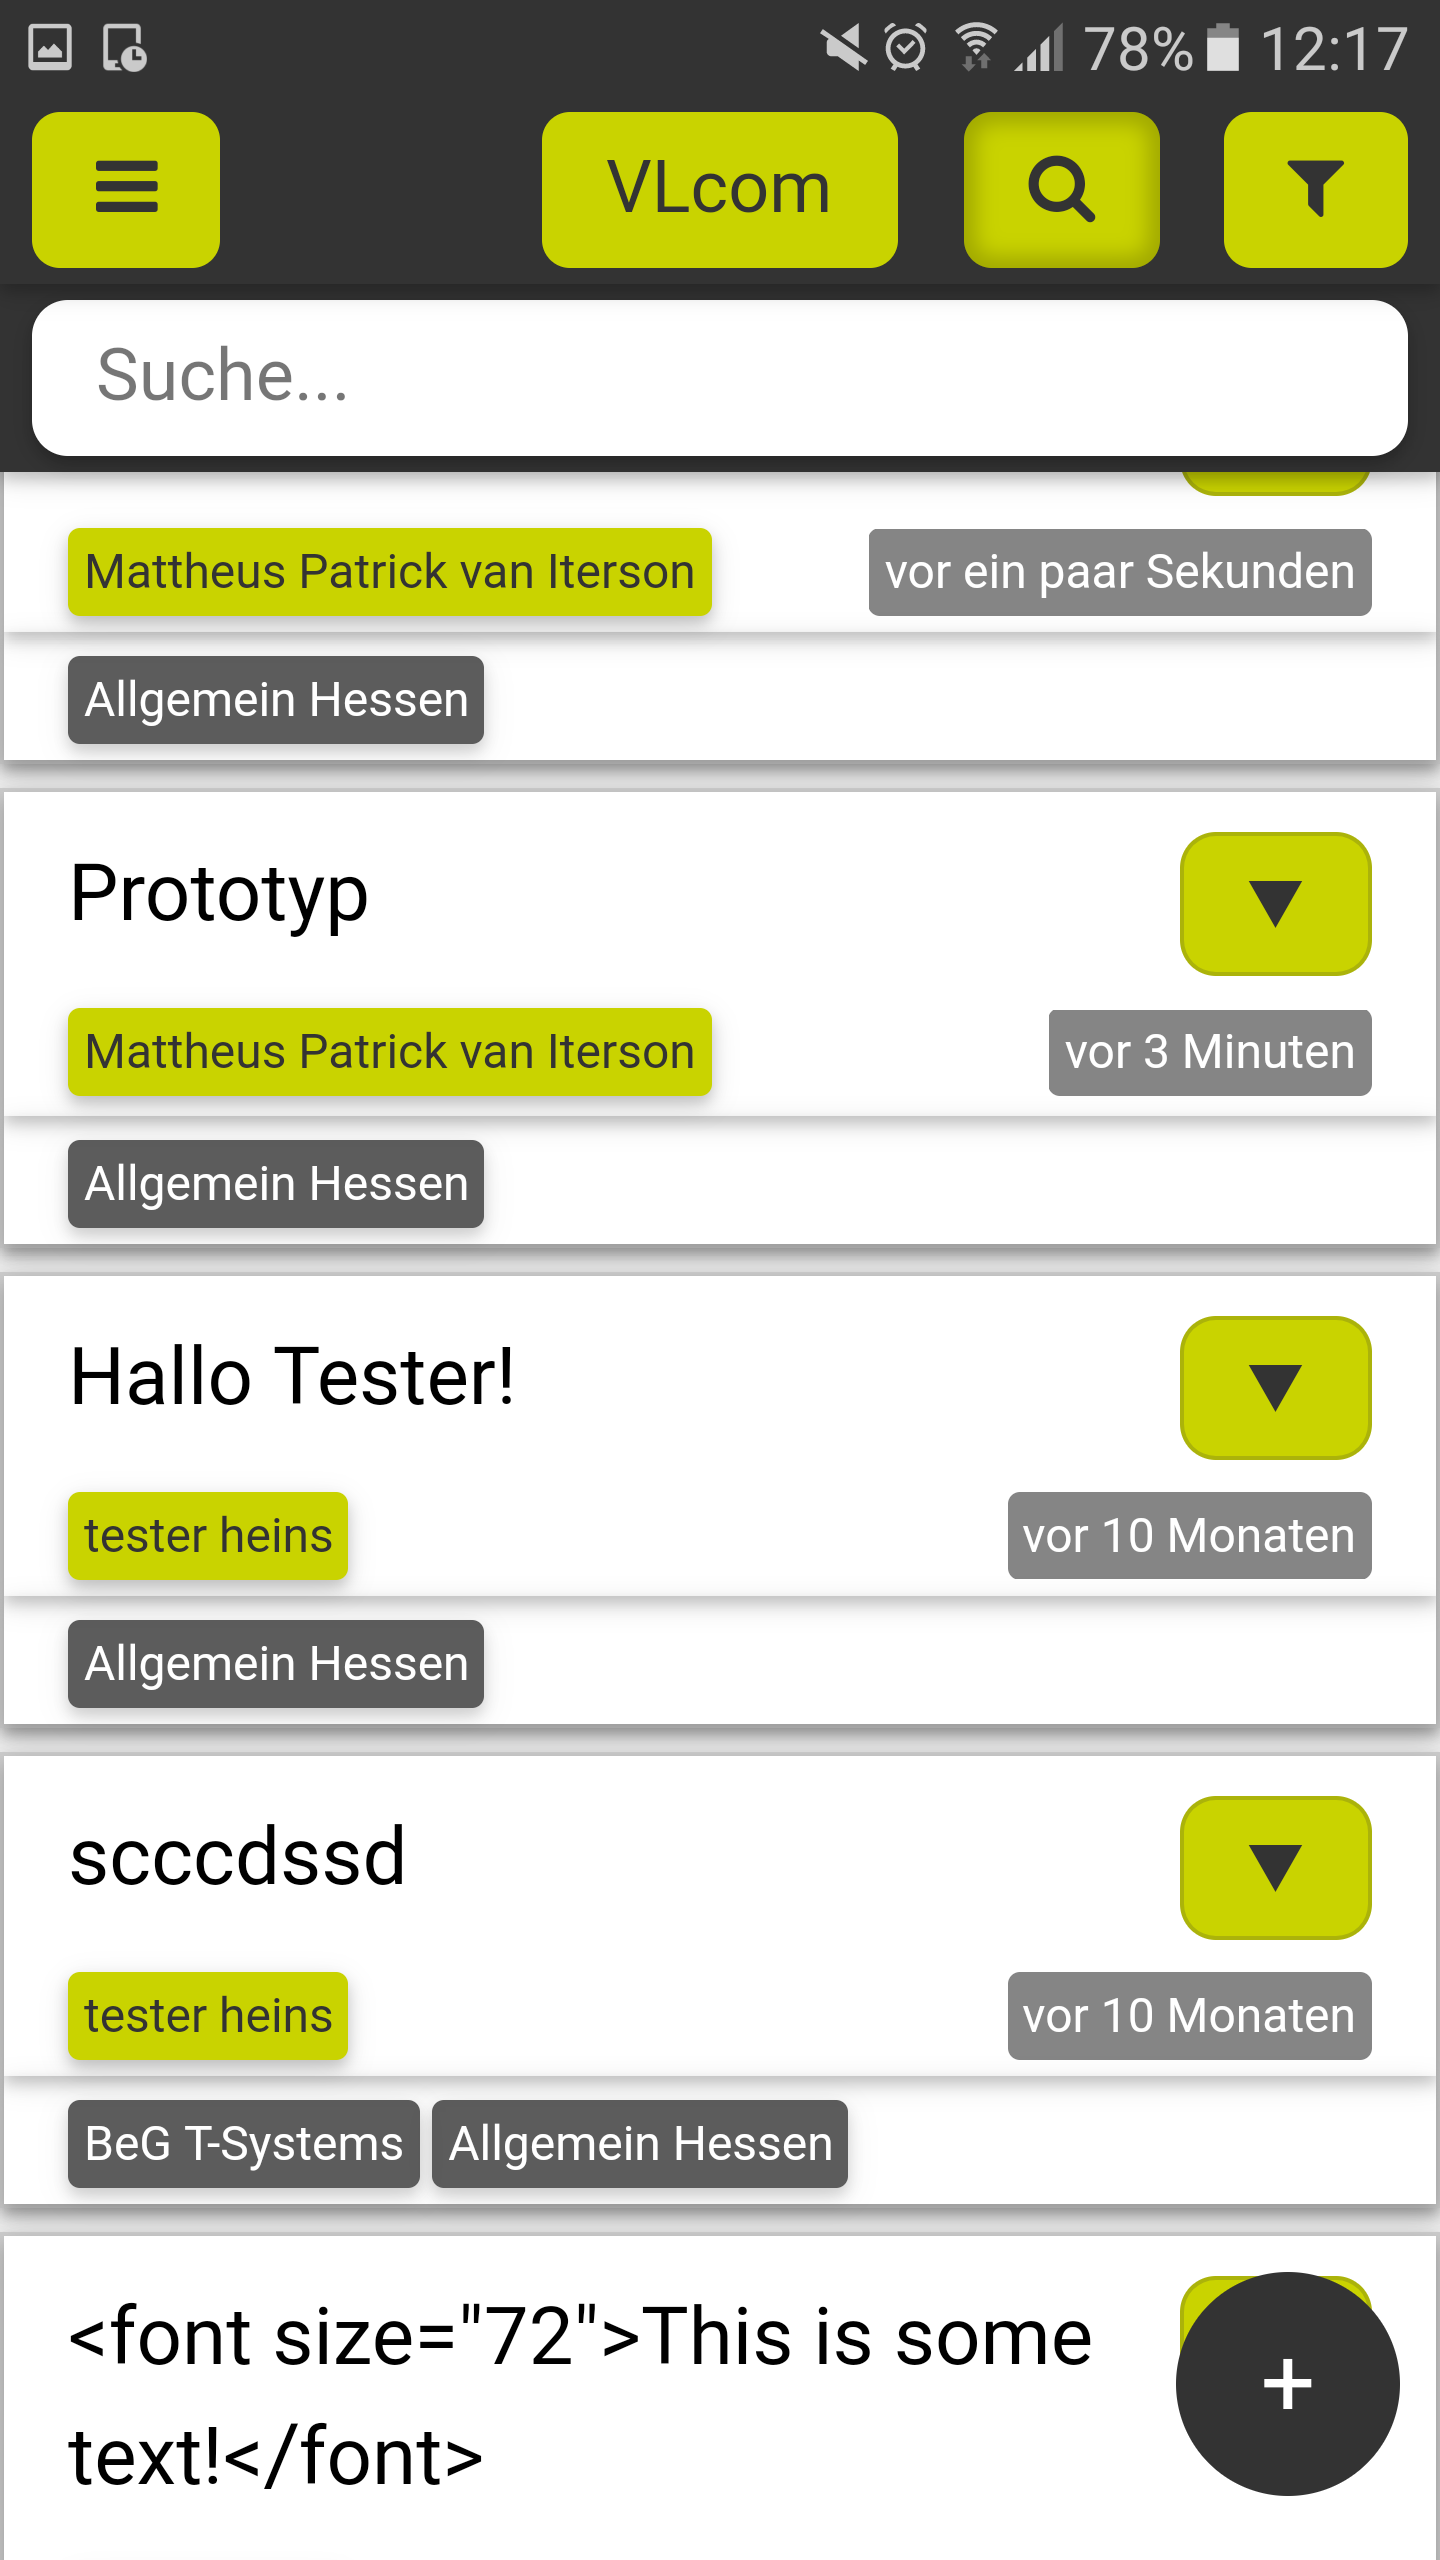 78% 12:17
VLcom
Suche...
Mattheus Patrick van Iterson vor ein paar Sekunden
Allgemein Hessen
Prototyp
Mattheus Patrick van Iterson vor 3 Minuten
Allgemein Hessen
Hallo Tester!
tester heins vor 10 Monaten
Allgemein Hessen
scccdssd
tester heins vor 10 Monaten
BeG T-Systems Allgemein Hessen
<font size="72">This is some
text!</font>
+